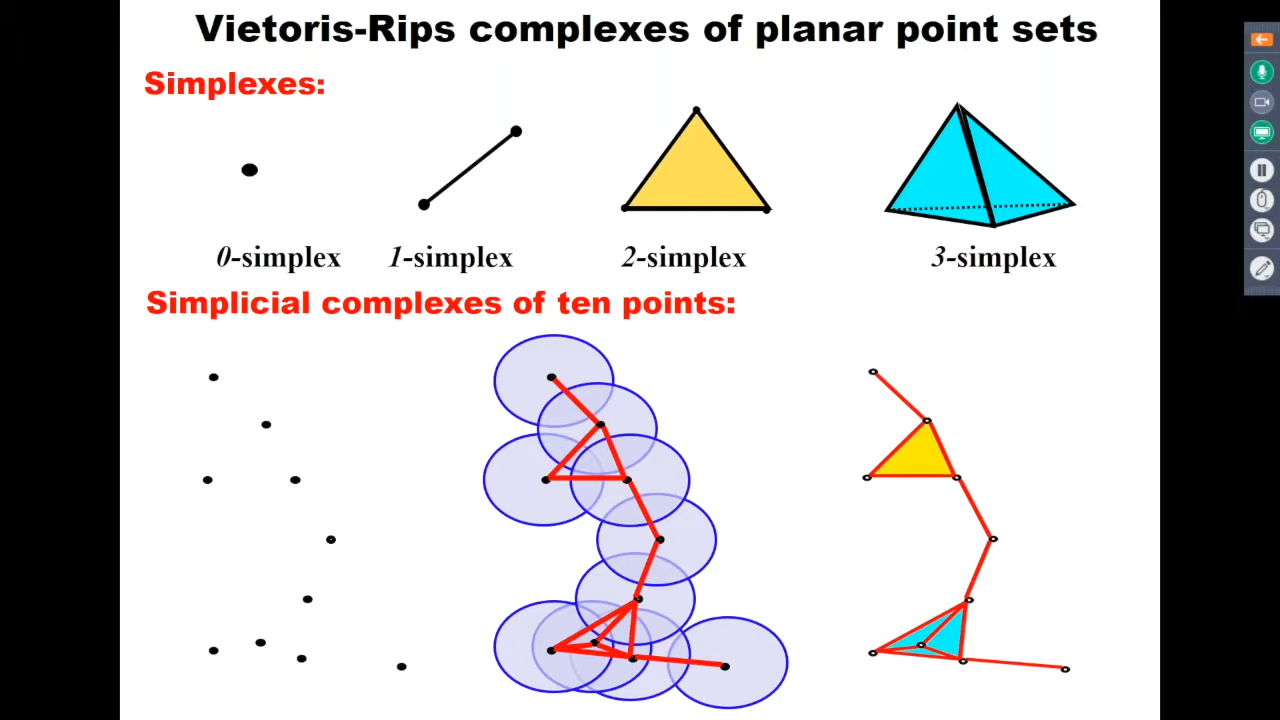 Vietoris-Rips complexes of planar point sets
Simplexes:
0-simplex 1-simplex 2-simplex 3-simplex
Simplicial complexes of ten points: